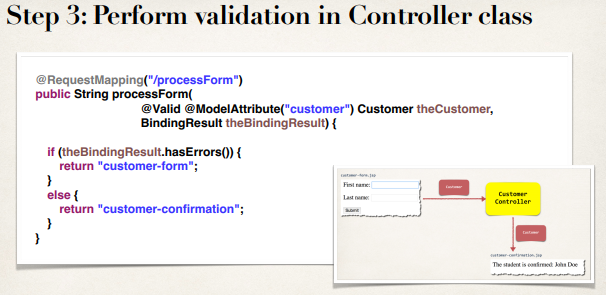 Step 3: Perform validation in Controller class
@RequestMapping("/processForm")
public String processForm(
@Valid @ModelAttribute("customer") Customer theCustomer,
BindingResult theBindingResult) {
if (theBindingResult.hasErrors()) {
return "customer-form";
}
else {
return "customer-confirmation";
}
}
customer-form.jsp
First name:
Last name:
Submit
Customer
Customer
Controller
Customer
customer-confirmation.jsp
The student is confirmed: John Doe